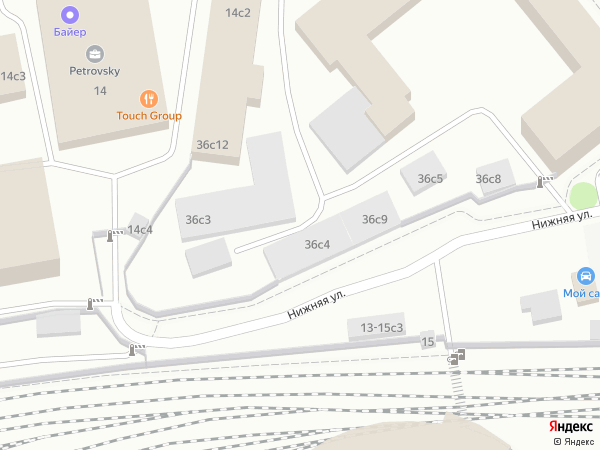 14с2
Байер
Petrovsky
14с3
14
Touch Group
36с12
36с5
36с8
36с3
36с9
14с4
Нижняя ул.
36с4
Мой са
Нижняя ул.
13-15с3
15
Яндекс
© Яндекс